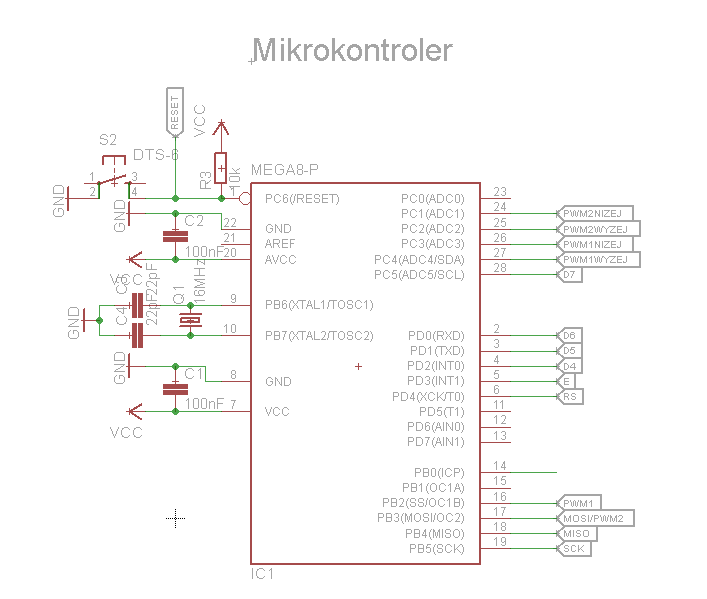 Mikrokontroler
RESET
VCC
S2
DTS-6
1
3
2
4
GND
R3
10k
MEGA8-P
1
PC6(/RESET)
GND
C2
100nF
22
GND
21
AREF
20
AVCC
VCC
C3
22pF
C4
22pF
GND
Q1
16MHz
9
PB6(XTAL1/TOSC1)
10
PB7(XTAL2/TOSC2)
GND
C1
100nF
8
GND
7
VCC
VCC
PC0(ADC0)
23
PC1(ADC1)
24
PWM2NIZEJ
PC2(ADC2)
25
PWM2WYZEJ
PC3(ADC3)
26
PWM1NIZEJ
PC4(ADC4/SDA)
27
PWM1WYZEJ
PC5(ADC5/SCL)
28
D7
PD0(RXD)
2
D6
PD1(TXD)
3
D5
PD2(INT0)
4
D4
PD3(INT1)
5
E
PD4(XCK/T0)
6
RS
PD5(T1)
11
PD6(AIN0)
12
PD7(AIN1)
13
PB0(ICP)
14
PB1(OC1A)
15
PB2(SS/OC1B)
16
PWM1
PB3(MOSI/OC2)
17
MOSI/PWM2
PB4(MISO)
18
MISO
PB5(SCK)
19
SCK
IC1